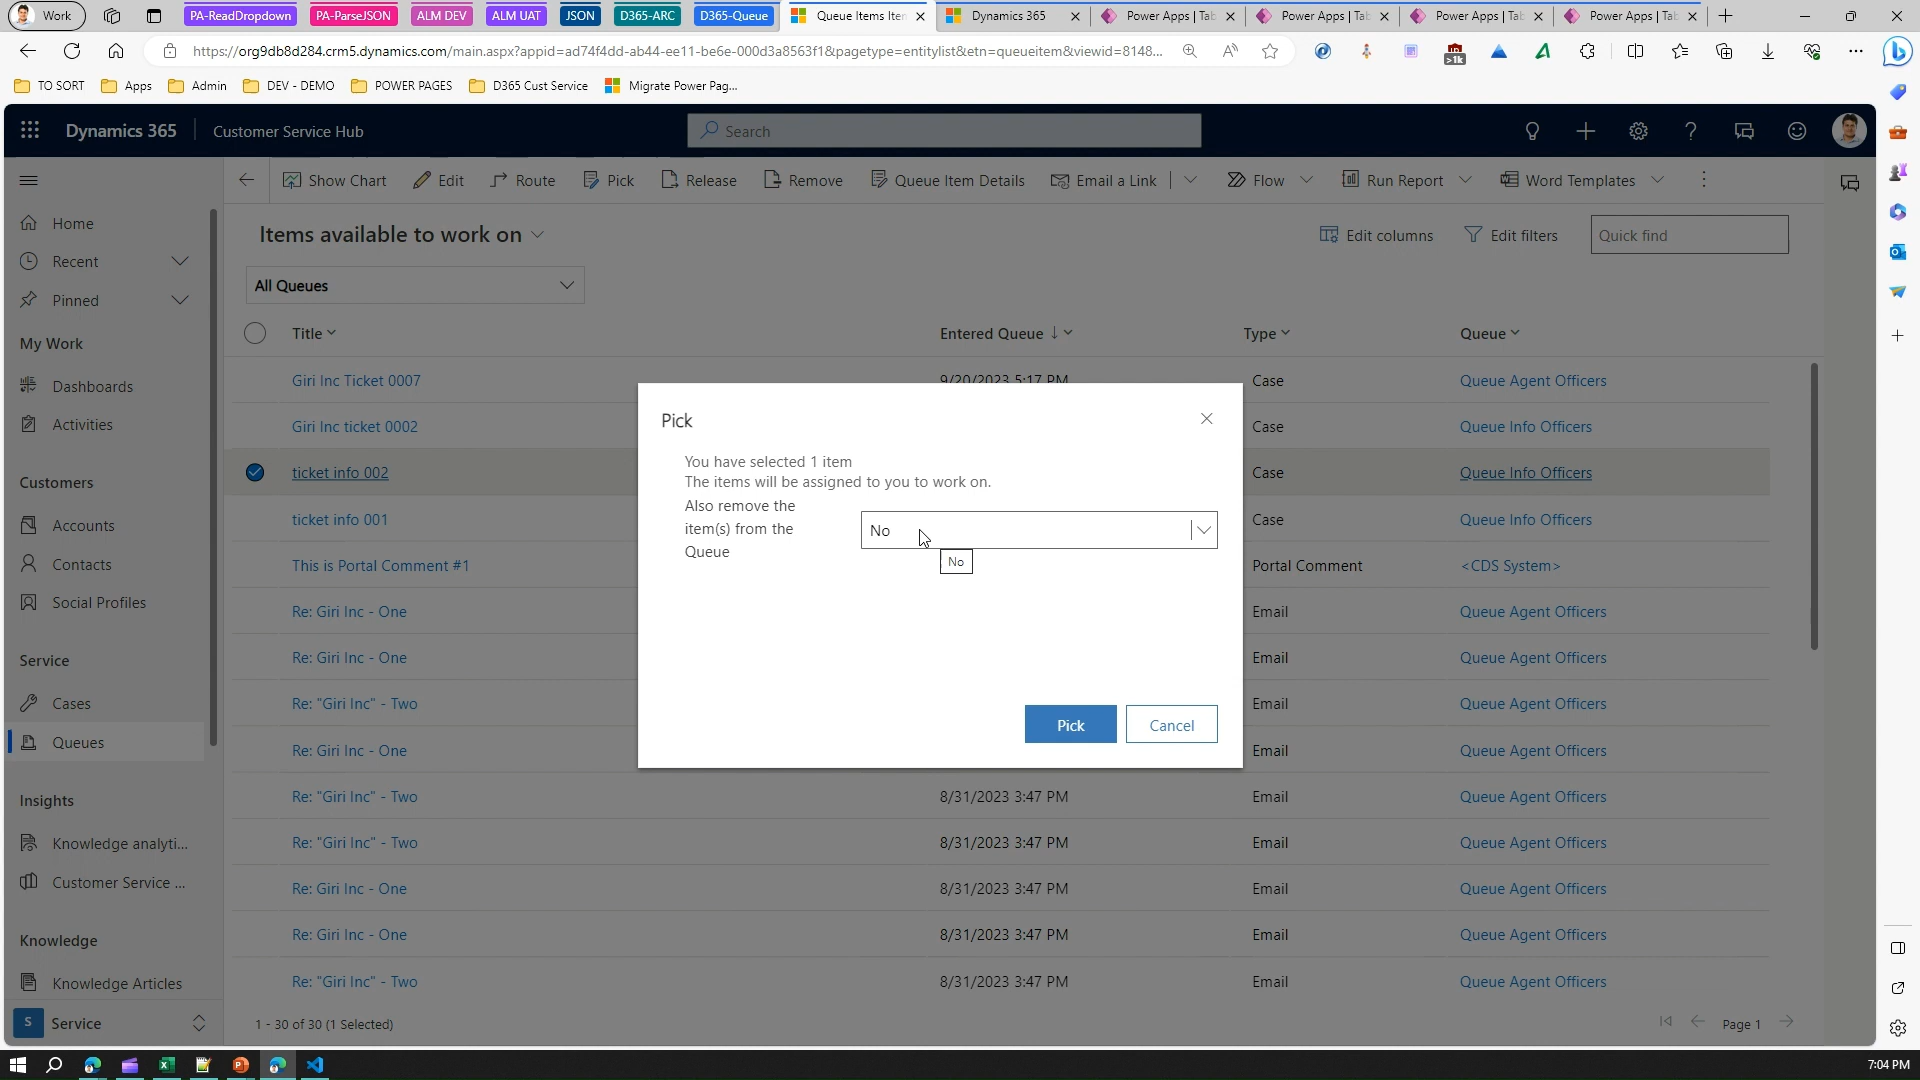 Work
PA-ReadDropdown
PA-ParseJSON
ALM DEV
ALM UAT
JSON
D365-ARC
D365-Queue
Queue Items Iter
Dynamics 365
Power Apps | Tab
Power Apps | Tab
Power Apps | Tab
Power Apps | Tab
https://org9db8d284.crm5.dynamics.com/main.aspx?appid=ad74f4dd-ab44-ee11-be6e-000d3a8563f1&pagetype=entitylist&etn=queueitem&viewid=8148...
>1k
TO SORT
Apps
Admin
DEV - DEMO
POWER PAGES
D365 Cust Service
Migrate Power Pag...
Dynamics 365
Customer Service Hub
Search
Show Chart
Edit
Route
Pick
Release
Remove
Queue Item Details
Email a Link
Flow
Run Report
Word Templates
Home
Recent
Pinned
My Work
Dashboards
Activities
Customers
Accounts
Contacts
Social Profiles
Service
Cases
Queues
Insights
Knowledge analyti...
Customer Service ...
Knowledge
Knowledge Articles
S Service
Items available to work on
Edit columns
Edit filters
Quick find
All Queues
Title Entered Queue Type Queue
Giri Inc Ticket 0007 9/20/2023 5:17 PM Case Queue Agent Officers
Giri Inc ticket 0002 Case Queue Info Officers
ticket info 002 Case Queue Info Officers
ticket info 001 Case Queue Info Officers
This is Portal Comment #1 Portal Comment <CDS System>
Re: Giri Inc - One Email Queue Agent Officers
Re: Giri Inc - One Email Queue Agent Officers
Re: "Giri Inc" - Two Email Queue Agent Officers
Re: Giri Inc - One Email Queue Agent Officers
Re: "Giri Inc" - Two 8/31/2023 3:47 PM Email Queue Agent Officers
Re: "Giri Inc" - Two 8/31/2023 3:47 PM Email Queue Agent Officers
Re: Giri Inc - One 8/31/2023 3:47 PM Email Queue Agent Officers
Re: Giri Inc - One 8/31/2023 3:47 PM Email Queue Agent Officers
Re: "Giri Inc" - Two 8/31/2023 3:47 PM Email Queue Agent Officers
1 - 30 of 30 (1 Selected)
Page 1
Pick
You have selected 1 item
The items will be assigned to you to work on.
Also remove the
item(s) from the
Queue
No
No
Pick
Cancel
7:04 PM